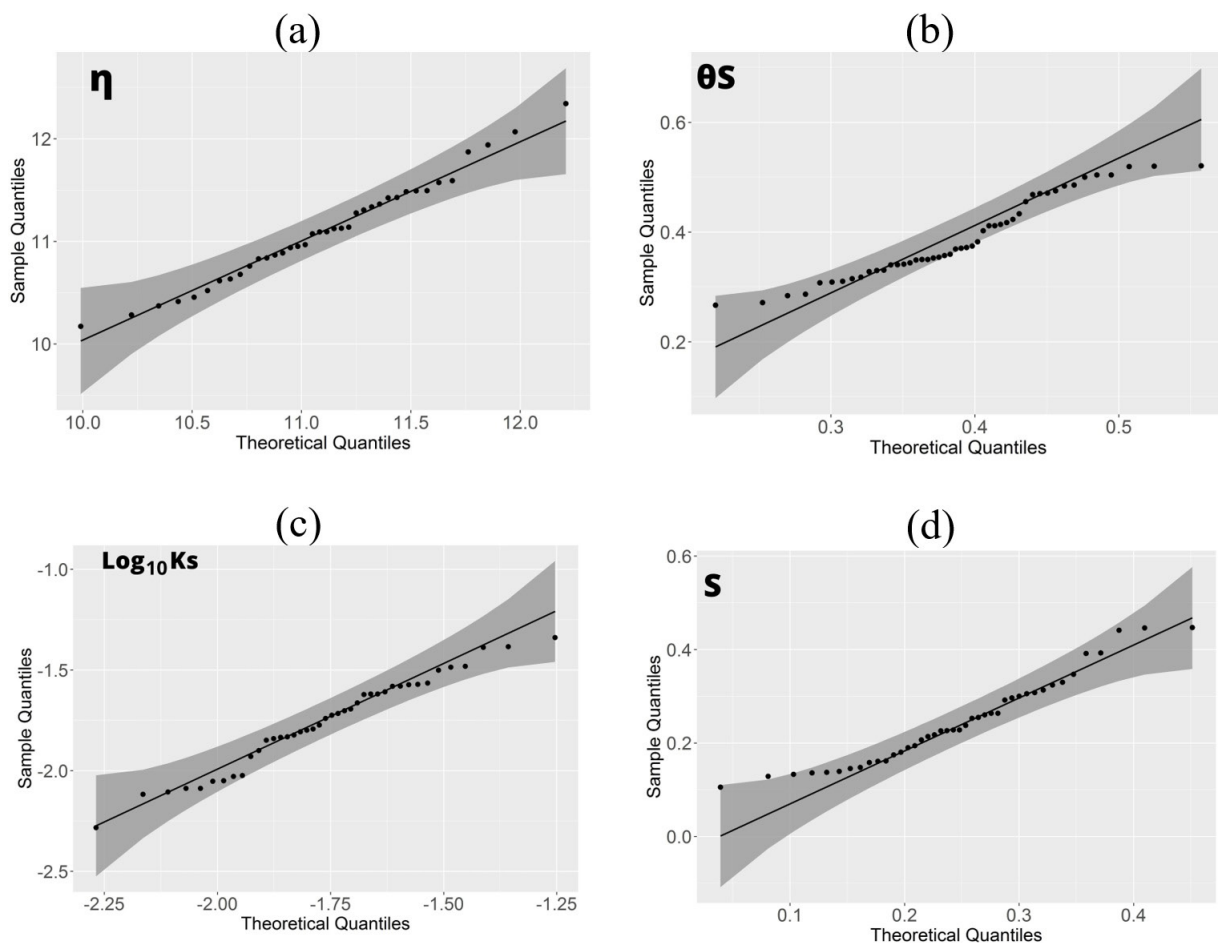 (a)
η
Sample Quantiles
12
11
10
10.0 10.5 11.0 11.5 12.0
Theoretical Quantiles
(b)
θS
Sample Quantiles
0.6
0.4
0.2
0.3 0.4 0.5
Theoretical Quantiles
(c)
Log₁₀Ks
Sample Quantiles
-1.0
-1.5
-2.0
-2.5
-2.25 -2.00 -1.75 -1.50 -1.25
Theoretical Quantiles
(d)
S
Sample Quantiles
0.6
0.4
0.2
0.0
0.1 0.2 0.3 0.4
Theoretical Quantiles